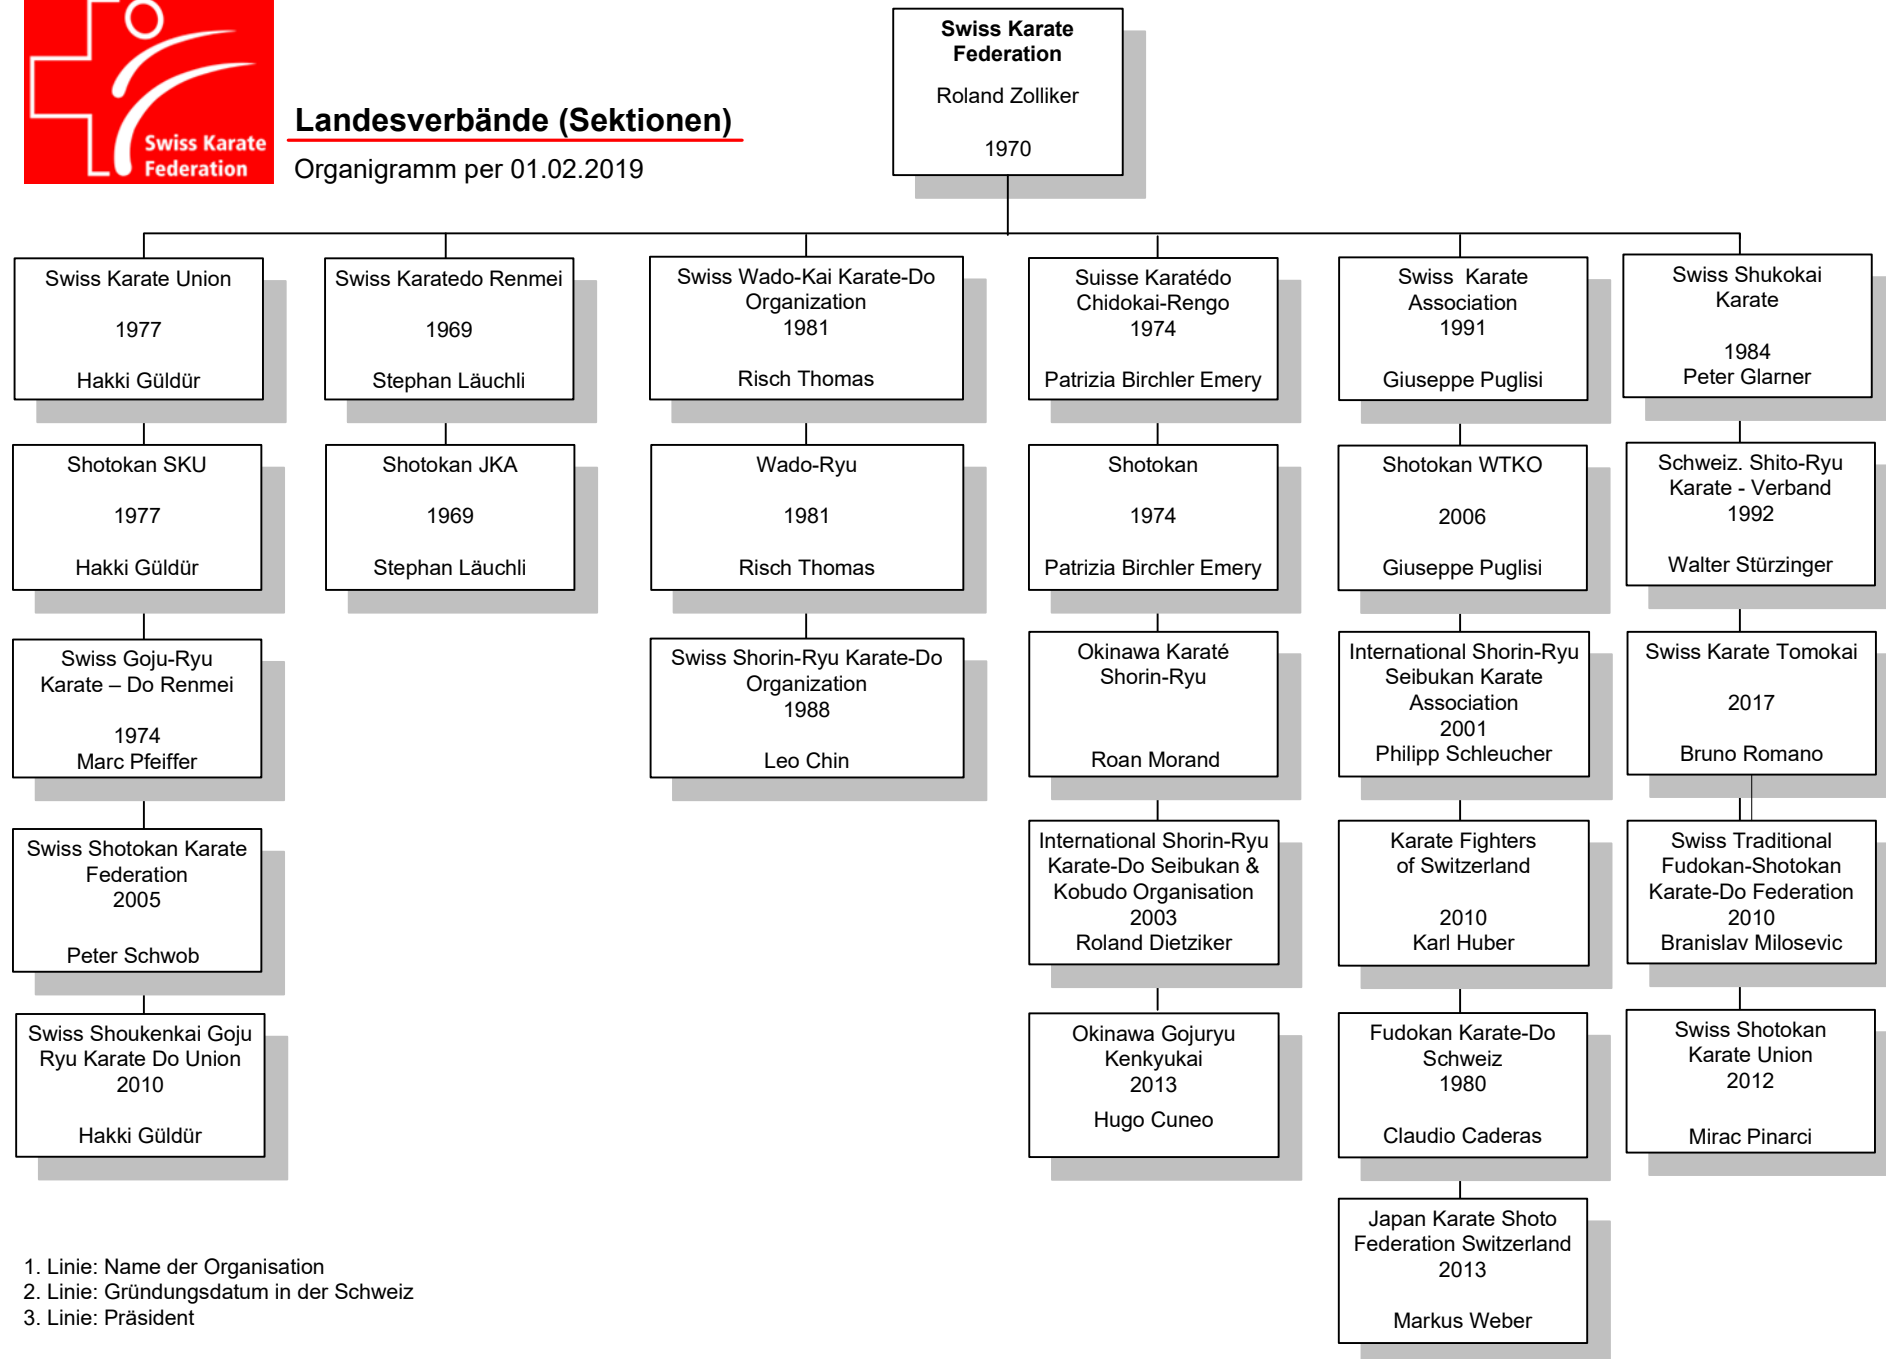 Swiss Karate
Federation
Landesverbände (Sektionen)
Organigramm per 01.02.2019
Swiss Karate
Federation
Roland Zolliker
1970
Swiss Karate Union
1977
Hakki Güldür
Swiss Karatedo Renmei
1969
Stephan Läuchli
Swiss Wado-Kai Karate-Do
Organization
1981
Risch Thomas
Suisse Karatédo
Chidokai-Rengo
1974
Patrizia Birchler Emery
Swiss Karate
Association
1991
Giuseppe Puglisi
Swiss Shukokai
Karate
1984
Peter Glarner
Shotokan SKU
1977
Hakki Güldür
Shotokan JKA
1969
Stephan Läuchli
Wado-Ryu
1981
Risch Thomas
Shotokan
1974
Patrizia Birchler Emery
Shotokan WTKO
2006
Giuseppe Puglisi
Schweiz. Shito-Ryu
Karate - Verband
1992
Walter Stürzinger
Swiss Goju-Ryu
Karate – Do Renmei
1974
Marc Pfeiffer
Swiss Shorin-Ryu Karate-Do
Organization
1988
Leo Chin
Okinawa Karaté
Shorin-Ryu
Roan Morand
International Shorin-Ryu
Seibukan Karate
Association
2001
Philipp Schleucher
Swiss Karate Tomokai
2017
Bruno Romano
Swiss Shotokan Karate
Federation
2005
Peter Schwob
International Shorin-Ryu
Karate-Do Seibukan &
Kobudo Organisation
2003
Roland Dietziker
Karate Fighters
of Switzerland
2010
Karl Huber
Swiss Traditional
Fudokan-Shotokan
Karate-Do Federation
2010
Branislav Milosevic
Swiss Shoukenkai Goju
Ryu Karate Do Union
2010
Hakki Güldür
Okinawa Gojuryu
Kenkyukai
2013
Hugo Cuneo
Fudokan Karate-Do
Schweiz
1980
Claudio Caderas
Swiss Shotokan
Karate Union
2012
Mirac Pinarci
Japan Karate Shoto
Federation Switzerland
2013
Markus Weber
1. Linie: Name der Organisation
2. Linie: Gründungsdatum in der Schweiz
3. Linie: Präsident